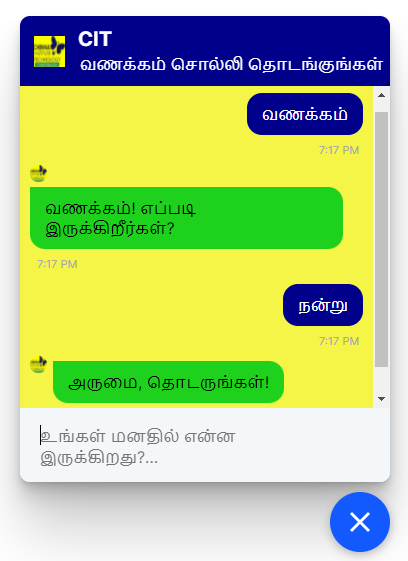 CIT
வணக்கம் சொல்லி தொடங்குங்கள்
வணக்கம்
7:17 PM
வணக்கம்! எப்படி
இருக்கிறீர்கள்?
7:17 PM
நன்று
7:17 PM
அருமை, தொடருங்கள்!
உங்கள் மனதில் என்ன
இருக்கிறது?...